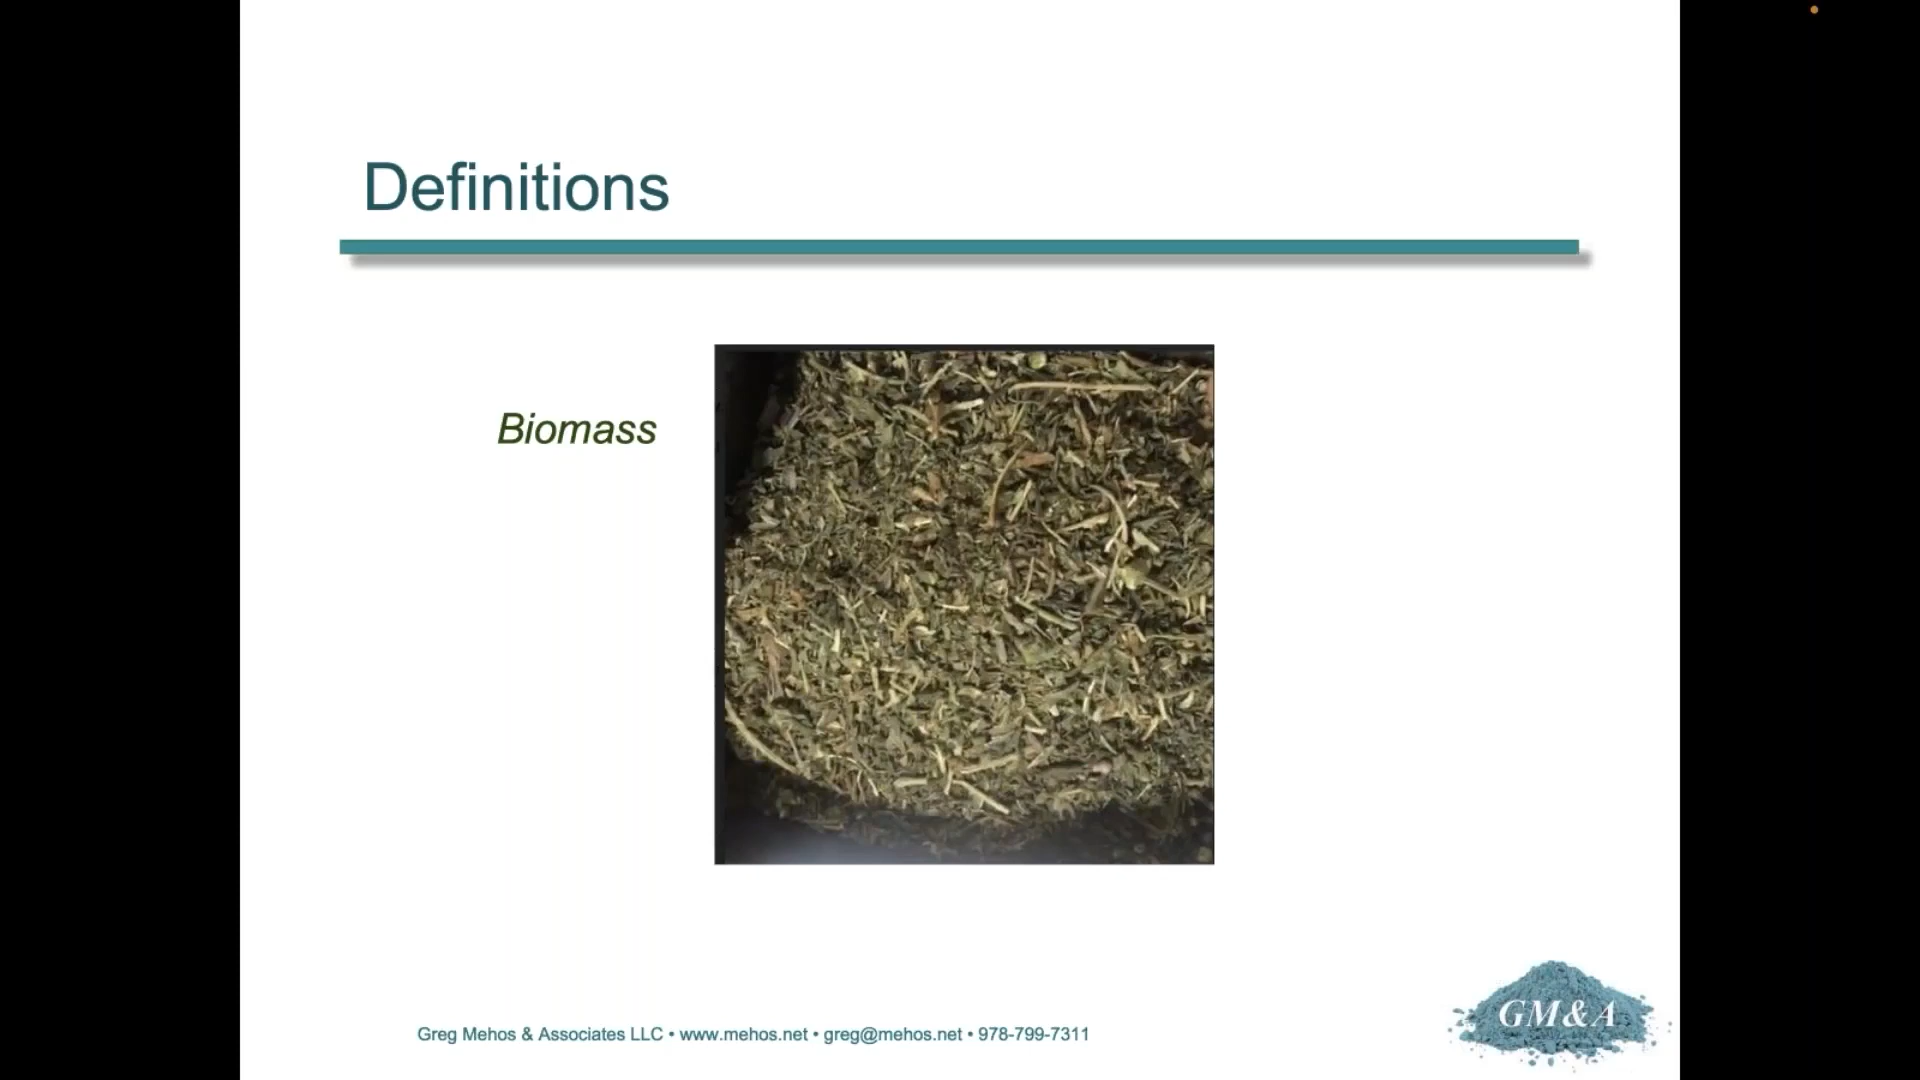 Definitions
Biomass
Greg Mehos & Associates LLC • www.mehos.net • greg@mehos.net • 978-799-7311
GM&A